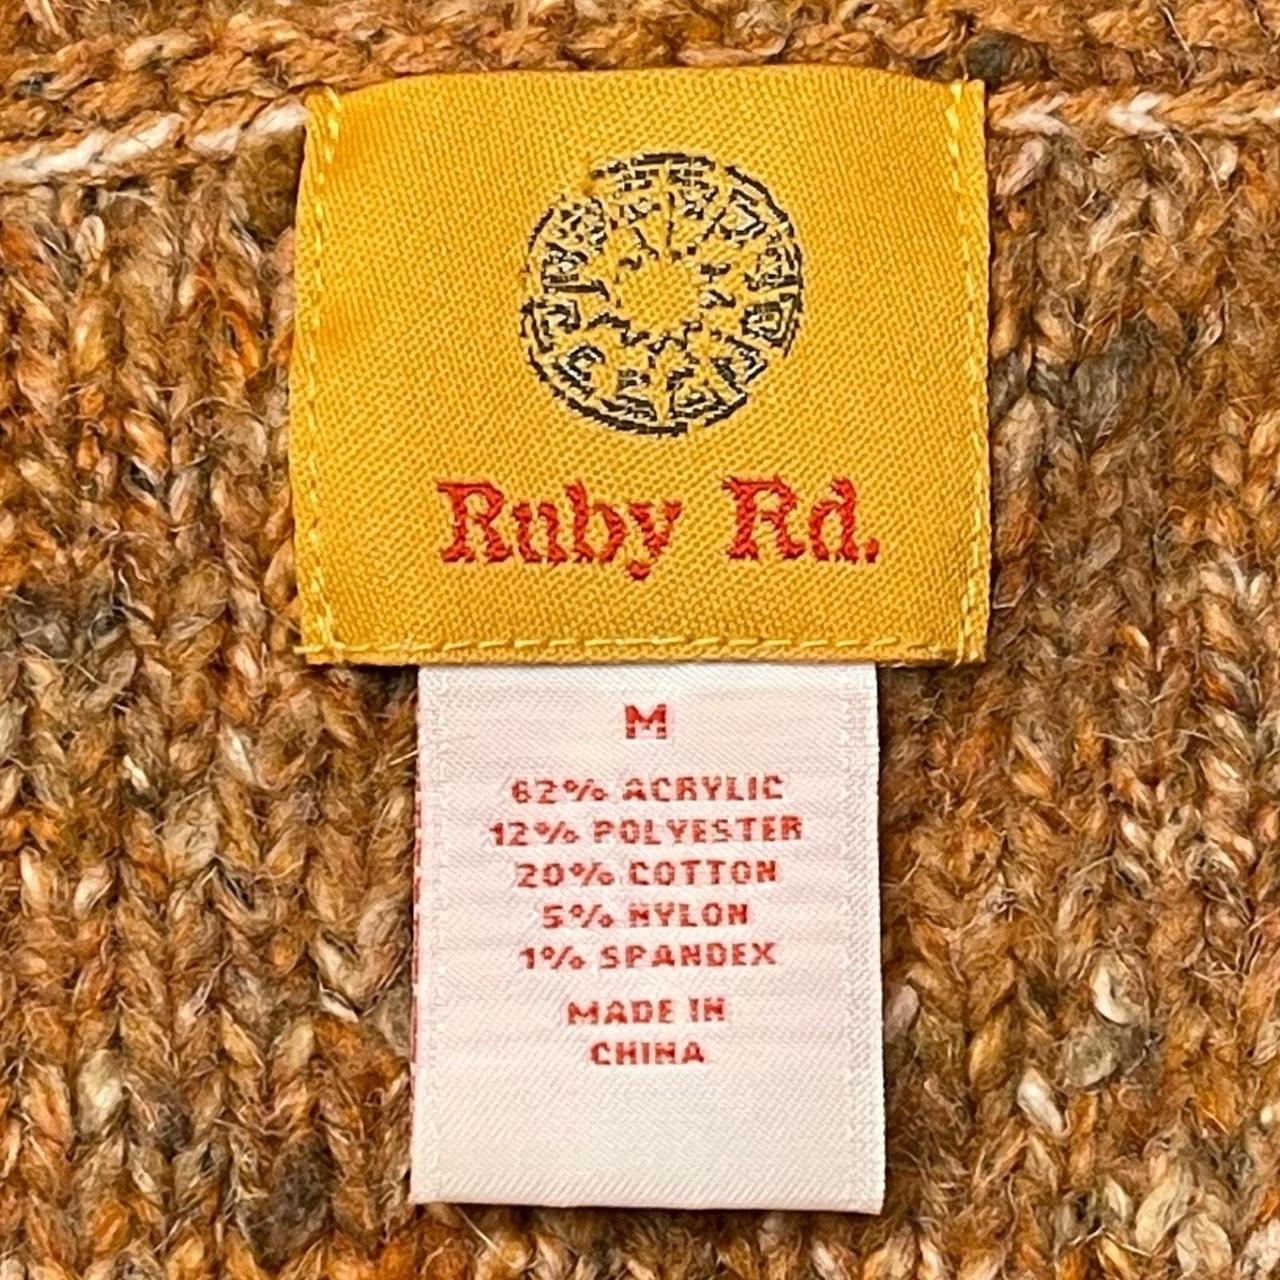 Ruby Rd.
M
62% ACRYLIC
12% POLYESTER
20% COTTON
5% NYLON
1% SPANDEX
MADE IN
CHINA